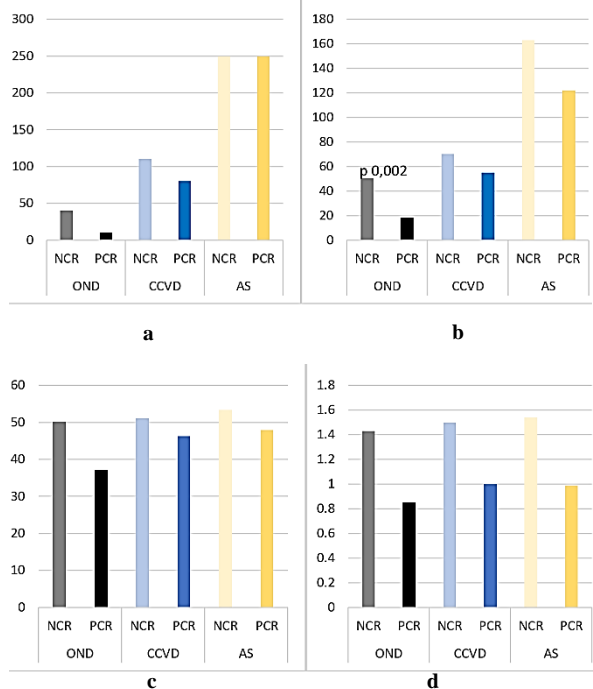 300
250
200
150
100
50
0
NCR PCR NCR PCR NCR PCR
OND CCVD AS
a
180
160
140
120
100
80
60
40
20
0
p 0,002
NCR PCR NCR PCR NCR PCR
OND CCVD AS
b
60
50
40
30
20
10
0
NCR PCR NCR PCR NCR PCR
OND CCVD AS
c
1.8
1.6
1.4
1.2
1
0.8
0.6
0.4
0.2
0
NCR PCR NCR PCR NCR PCR
OND CCVD AS
d